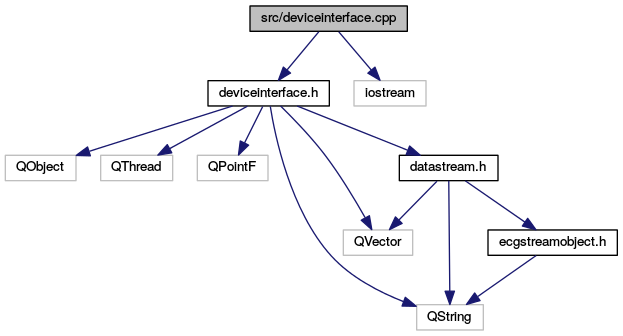 src/deviceinterface.cpp
deviceinterface.h
iostream
QObject
QThread
QPointF
datastream.h
QVector
ecgstreamobject.h
QString